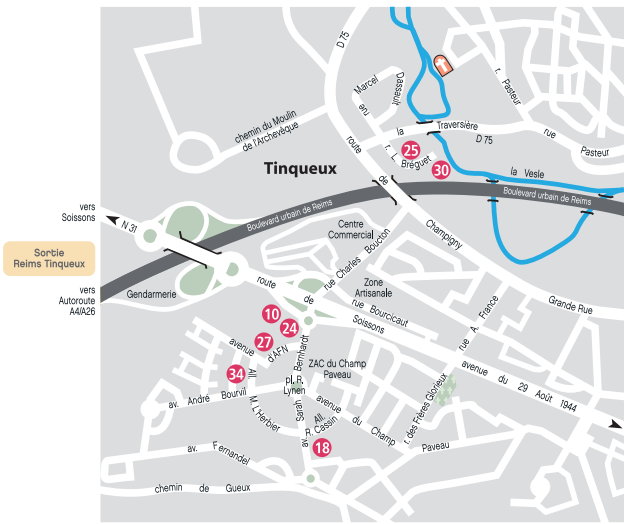 D 75
Marcel
Dassault
rue
r. Pasteur
chemin du Moulin
de l'Archevêque
route
la
Traversière
D 75
rue
Pasteur
25
r. L.
Bréguet
30
Tinqueux
de
la Vesle
Boulevard urbain de Reims
Boulevard urbain de Reims
vers
Soissons
N 31
Champigny
Centre
Commercial
Sortie
Reims Tinqueux
rue Charles Boucton
vers
Autoroute
A4/A26
Gendarmerie
route
de
Soissons
Zone
Artisanale
rue Bourcicaut
Grande Rue
rue A. France
10
24
27
avenue
d'AFN
34
All.
M. l'Herbier
av. André Bourvil
pl. R.
Lynen
av. Sarah Bernhardt
ZAC du Champ
Paveau
avenue du Champ
Paveau
All.
R. Cassin
18
r. des Frères Glorieux
avenue du 29 Août 1944
av. Fernandel
chemin de Gueux